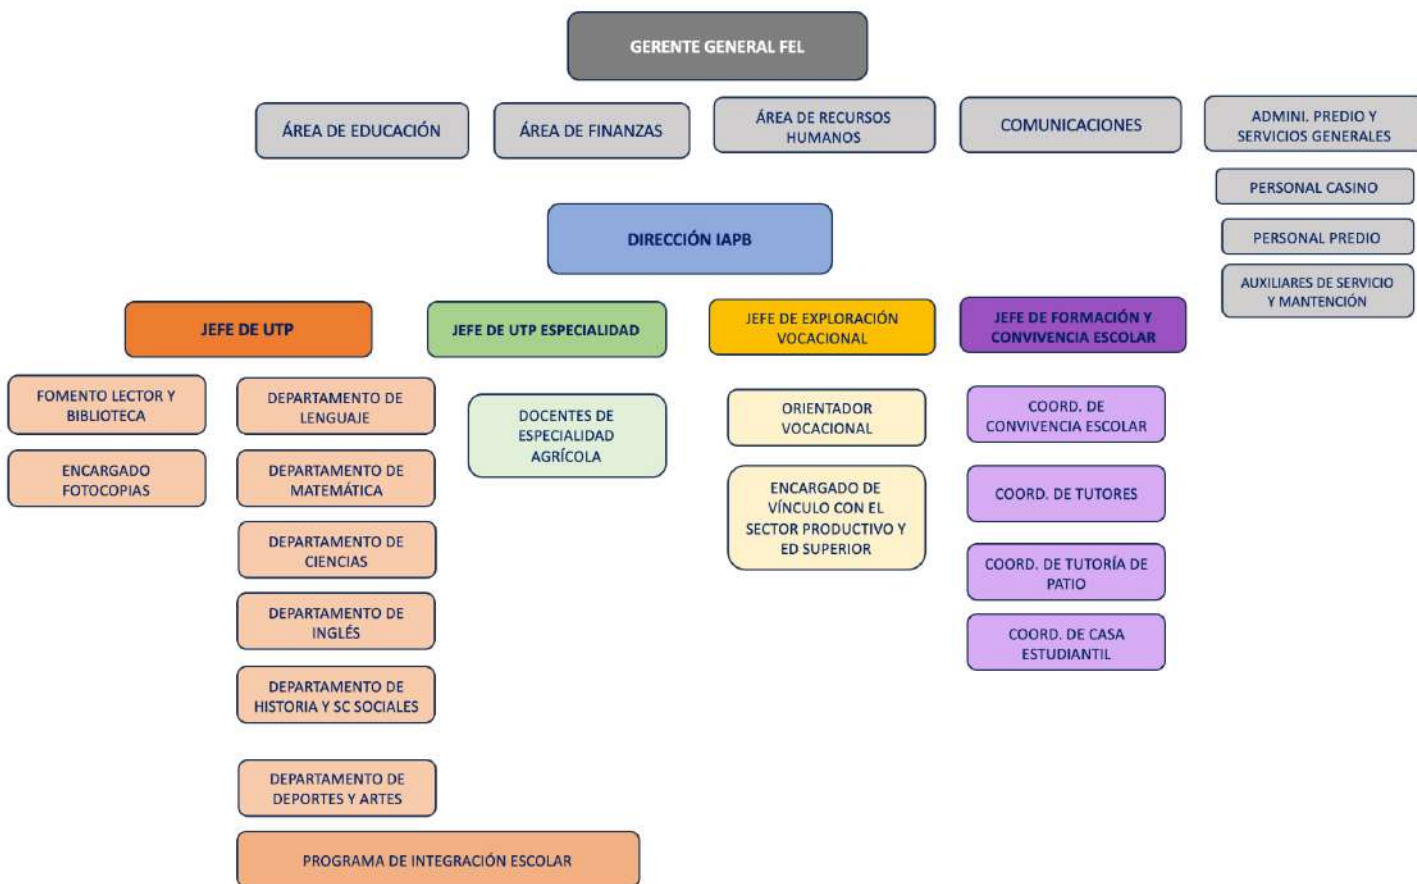 GERENTE GENERAL FEL
ÁREA DE EDUCACIÓN
ÁREA DE FINANZAS
ÁREA DE RECURSOS
HUMANOS
COMUNICACIONES
ADMINI. PREDIO Y
SERVICIOS GENERALES
PERSONAL CASINO
PERSONAL PREDIO
AUXILIARES DE SERVICIO
Y MANTENCIÓN
DIRECCIÓN IAPB
JEFE DE UTP
FOMENTO LECTOR Y
BIBLIOTECA
ENCARGADO
FOTOCOPIAS
DEPARTAMENTO DE
LENGUAJE
DEPARTAMENTO DE
MATEMÁTICA
DEPARTAMENTO DE
CIENCIAS
DEPARTAMENTO DE
INGLÉS
DEPARTAMENTO DE
HISTORIA Y SC SOCIALES
DEPARTAMENTO DE
DEPORTES Y ARTES
PROGRAMA DE INTEGRACIÓN ESCOLAR
JEFE DE UTP ESPECIALIDAD
DOCENTES DE
ESPECIALIDAD
AGRÍCOLA
JEFE DE EXPLORACIÓN
VOCACIONAL
ORIENTADOR
VOCACIONAL
ENCARGADO DE
VÍNCULO CON EL
SECTOR PRODUCTIVO Y
ED SUPERIOR
JEFE DE FORMACIÓN Y
CONVIVENCIA ESCOLAR
COORD. DE
CONVIVENCIA ESCOLAR
COORD. DE TUTORES
COORD. DE TUTORÍA DE
PATIO
COORD. DE CASA
ESTUDIANTIL